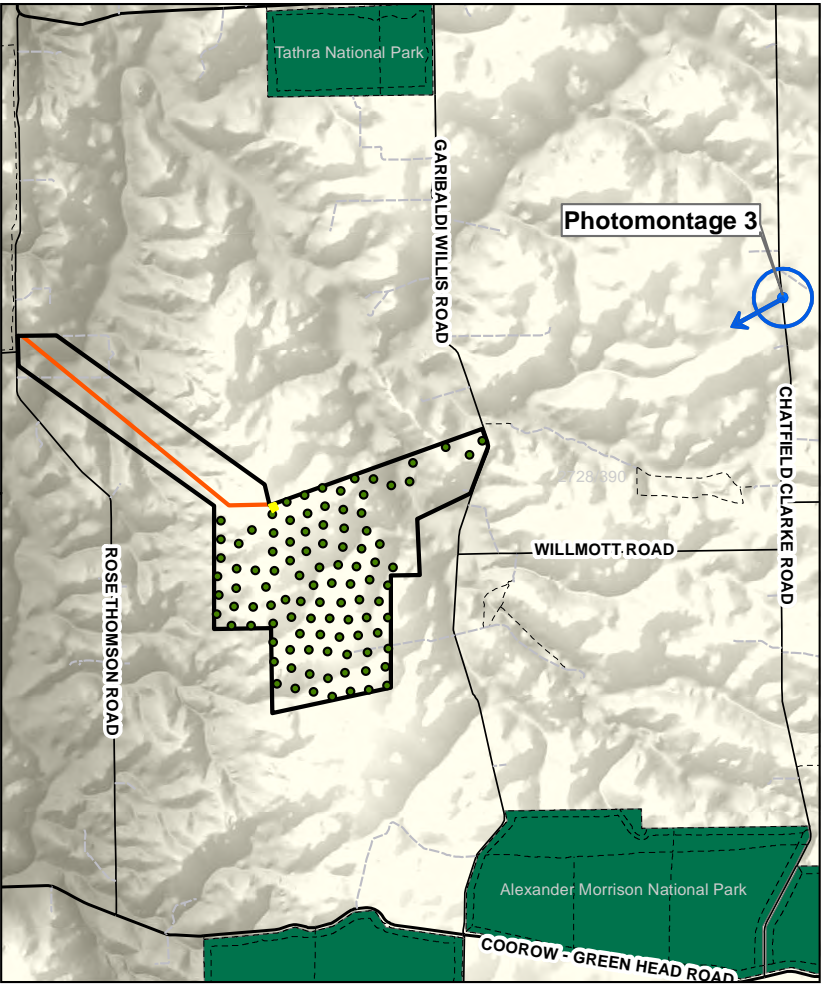 Tathra National Park
GARIBALDI WILLIS ROAD
Photomontage 3
CHATFIELD CLARKE ROAD
WILLMOTT ROAD
ROSE THOMSON ROAD
Alexander Morrison National Park
COOROW - GREEN HEAD ROAD